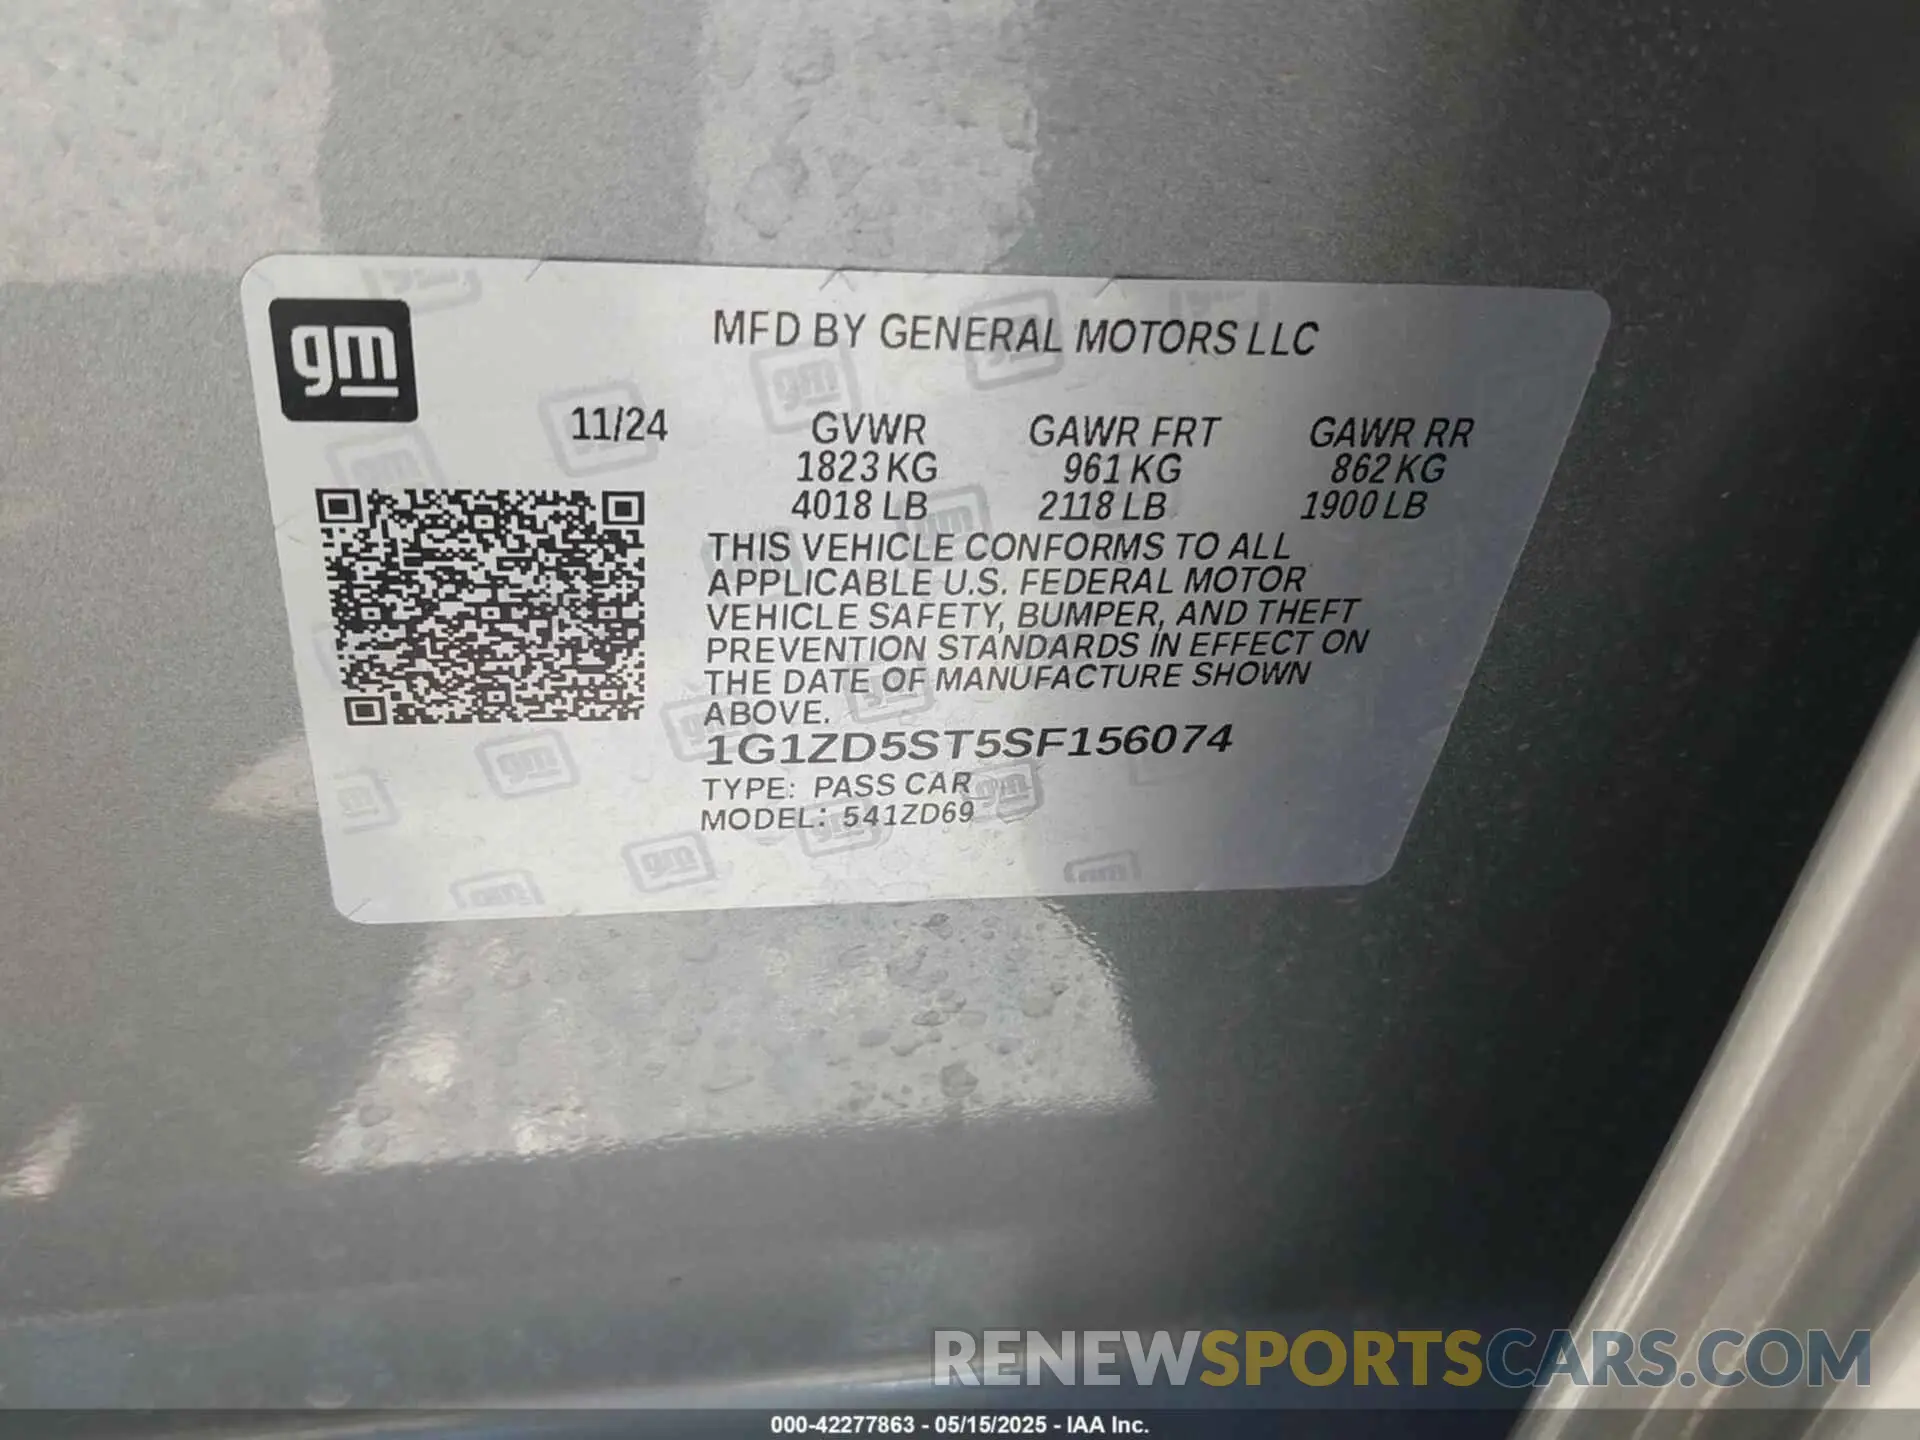 gm
MFD BY GENERAL MOTORS LLC
11/24 GVWR GAWR FRT GAWR RR
1823 KG 961 KG 862 KG
4018 LB 2118 LB 1900 LB
THIS VEHICLE CONFORMS TO ALL
APPLICABLE U.S. FEDERAL MOTOR
VEHICLE SAFETY, BUMPER, AND THEFT
PREVENTION STANDARDS IN EFFECT ON
THE DATE OF MANUFACTURE SHOWN
ABOVE.
1G1ZD5ST5SF156074
TYPE: PASS CAR
MODEL: 541ZD69
RENEWSPORTSCARS.COM
000-42277863 - 05/15/2025 - IAA Inc.